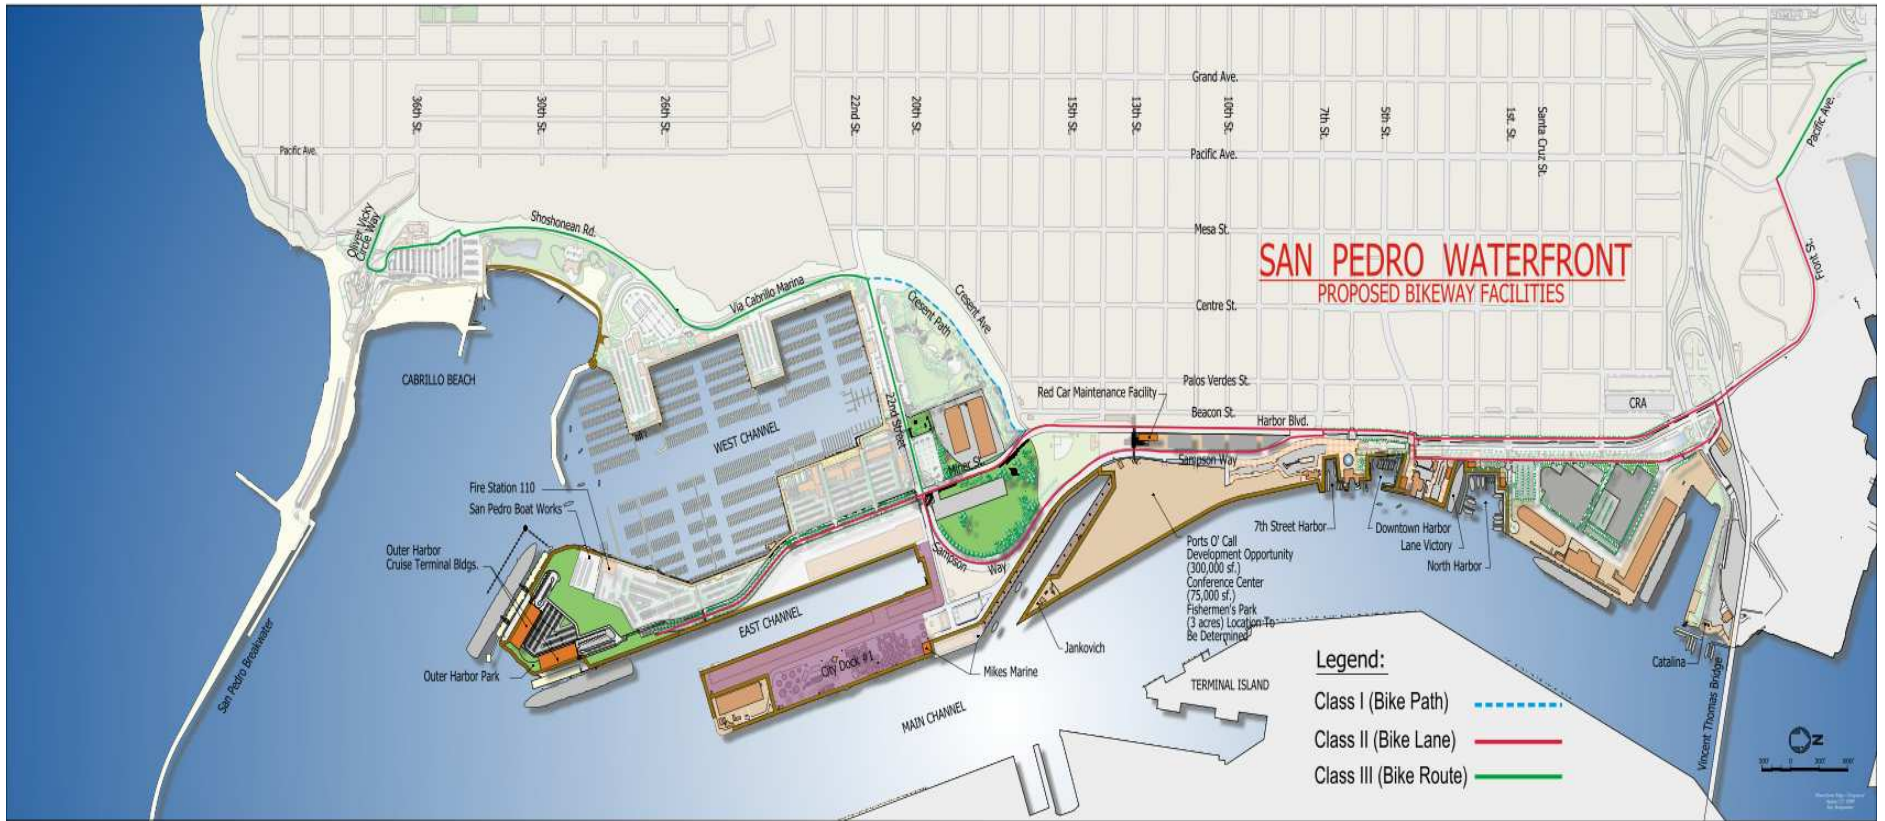 Grand Ave.
36th St.
30th St.
26th St.
22nd St.
20th St.
15th St.
13th St.
10th St.
7th St.
5th St.
1st. St.
Santa Cruz St.
Pacific Ave.
Pacific Ave.
Pacific Ave.
Oliver Vicky
Circle Way
Shoshonean Rd.
Mesa St.
SAN PEDRO WATERFRONT
PROPOSED BIKEWAY FACILITIES
Front St.
Via Cabrillo Marina
Cresent Path
Cresent Ave
Centre St.
CABRILLO BEACH
Palos Verdes St.
Red Car Maintenance Facility
Beacon St.
Harbor Blvd.
CRA
22nd Street
WEST CHANNEL
Miner St.
Sampson Way
Fire Station 110
San Pedro Boat Works
Outer Harbor
Cruise Terminal Bldgs.
7th Street Harbor
Downtown Harbor
Lane Victory
North Harbor
Sampson
Way
Ports O' Call
Development Opportunity
(300,000 sf.)
Conference Center
(75,000 sf.)
Fishermen's Park
(3 acres) Location To
Be Determined
EAST CHANNEL
San Pedro Breakwater
Outer Harbor Park
City Dock #1
Mikes Marine
Jankovich
MAIN CHANNEL
TERMINAL ISLAND
Catalina
Vincent Thomas Bridge
Legend:
Class I (Bike Path)
Class II (Bike Lane)
Class III (Bike Route)
N